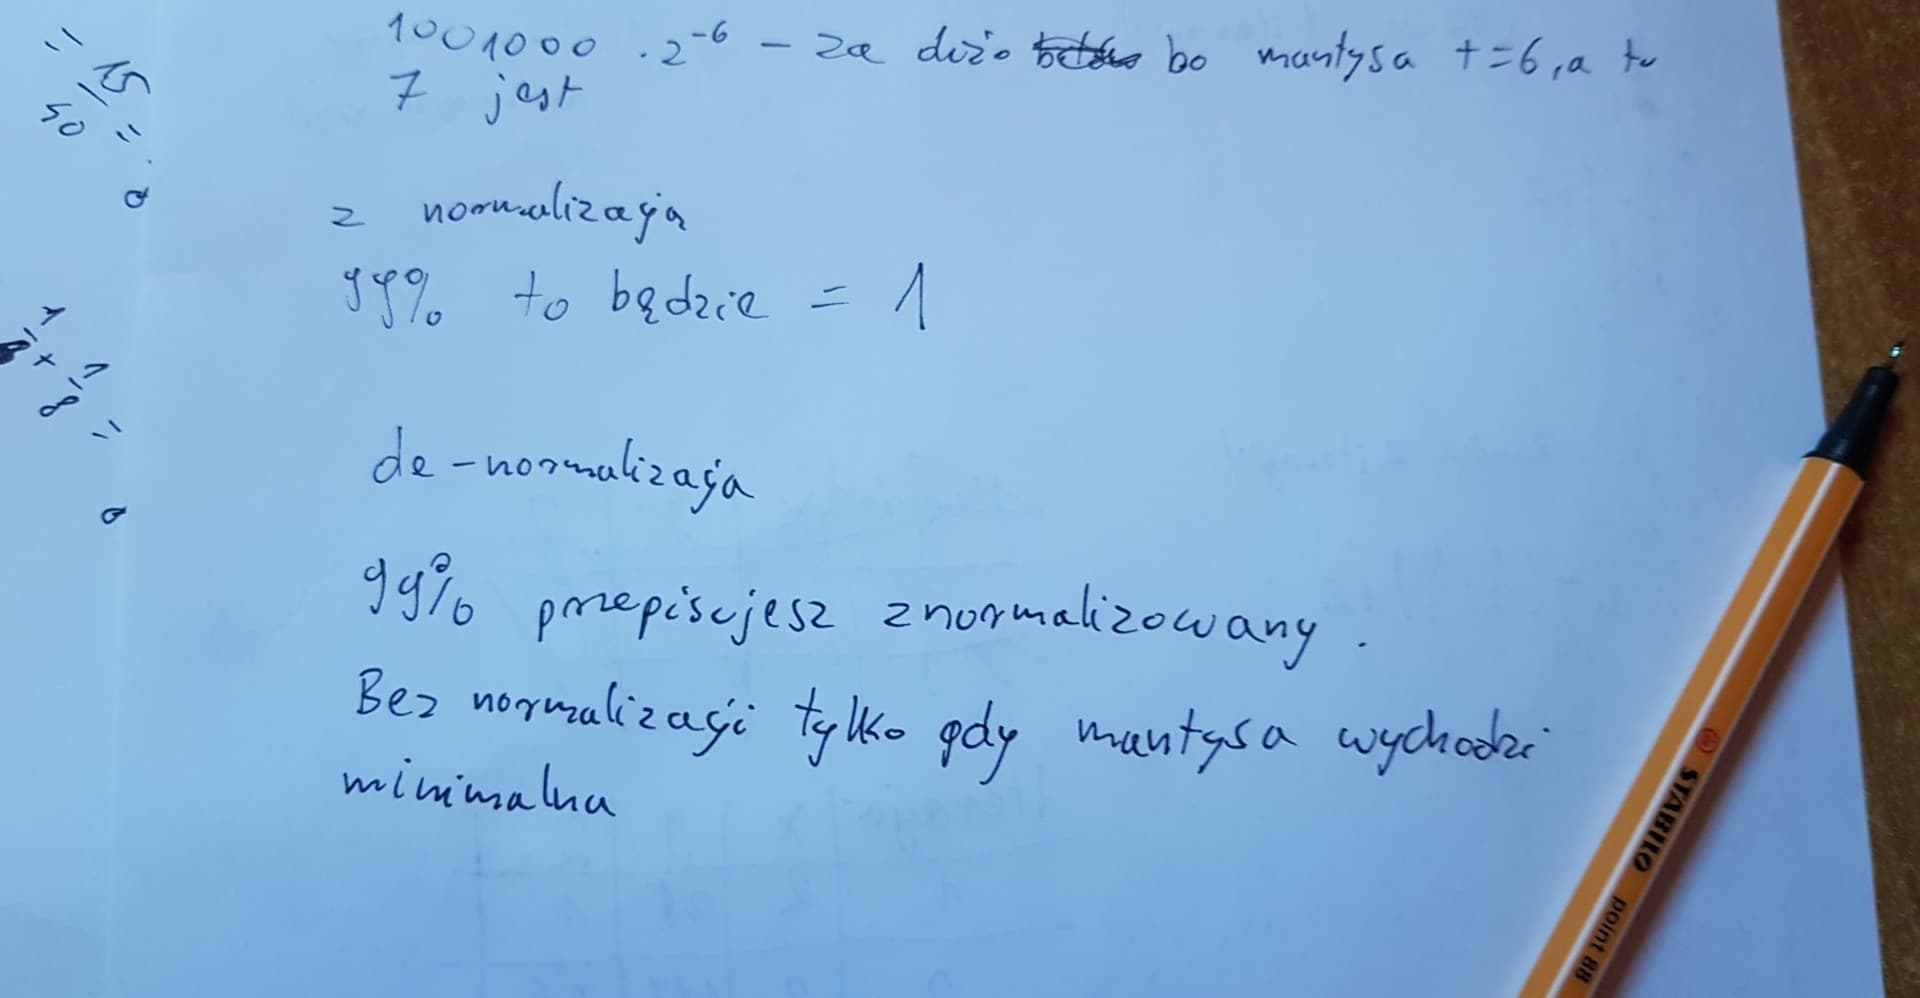 1001000 · 2^-6 – za dużo bo mantysa t=6, a tu
7 jest
z normalizacją
99% to będzie = 1
de-normalizacja
99% przepisujesz znormalizowany.
Bez normalizacji tylko gdy mantysa wychodzi
minimalna
STABILO point 88